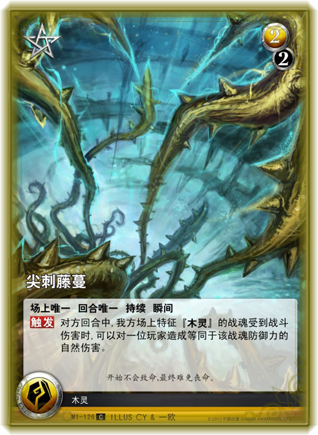 2
2
尖刺藤蔓
场上唯一 回合唯一 持续 瞬间
触发 对方回合中,我方场上特征『木灵』的战魂受到战斗
伤害时,可以对一位玩家造成等同于该战魂防御力的
自然伤害。
开始不会致命,最终难免丧命。
木灵
M1-126 C ILLUS CY & 一欧